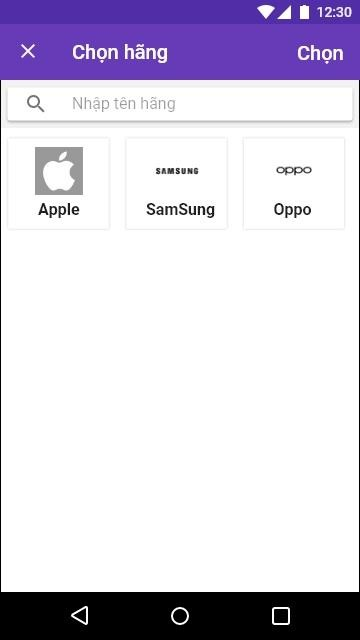 12:30
Chọn hãng
Chọn
Nhập tên hãng
SAMSUNG
oppo
Apple
SamSung
Oppo